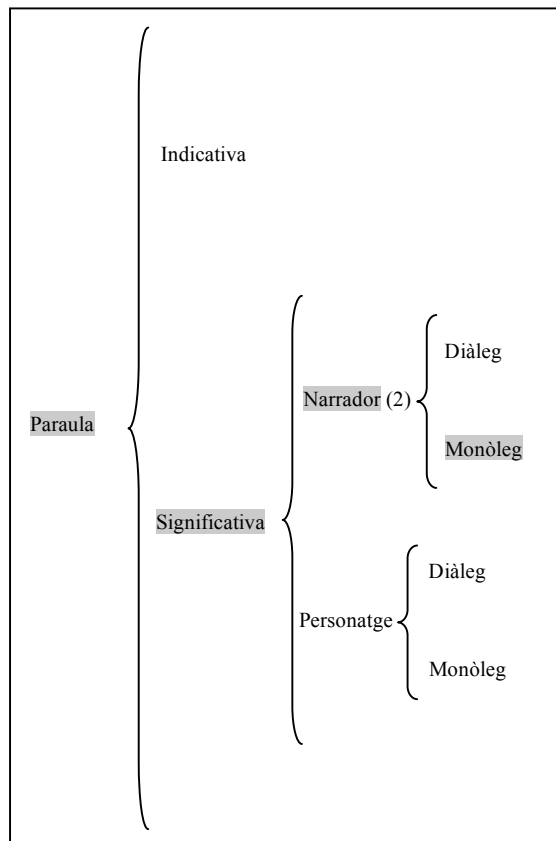 Indicativa
Diàleg
Narrador (2)
Paraula
Monòleg
Significativa
Diàleg
Personatge
Monòleg